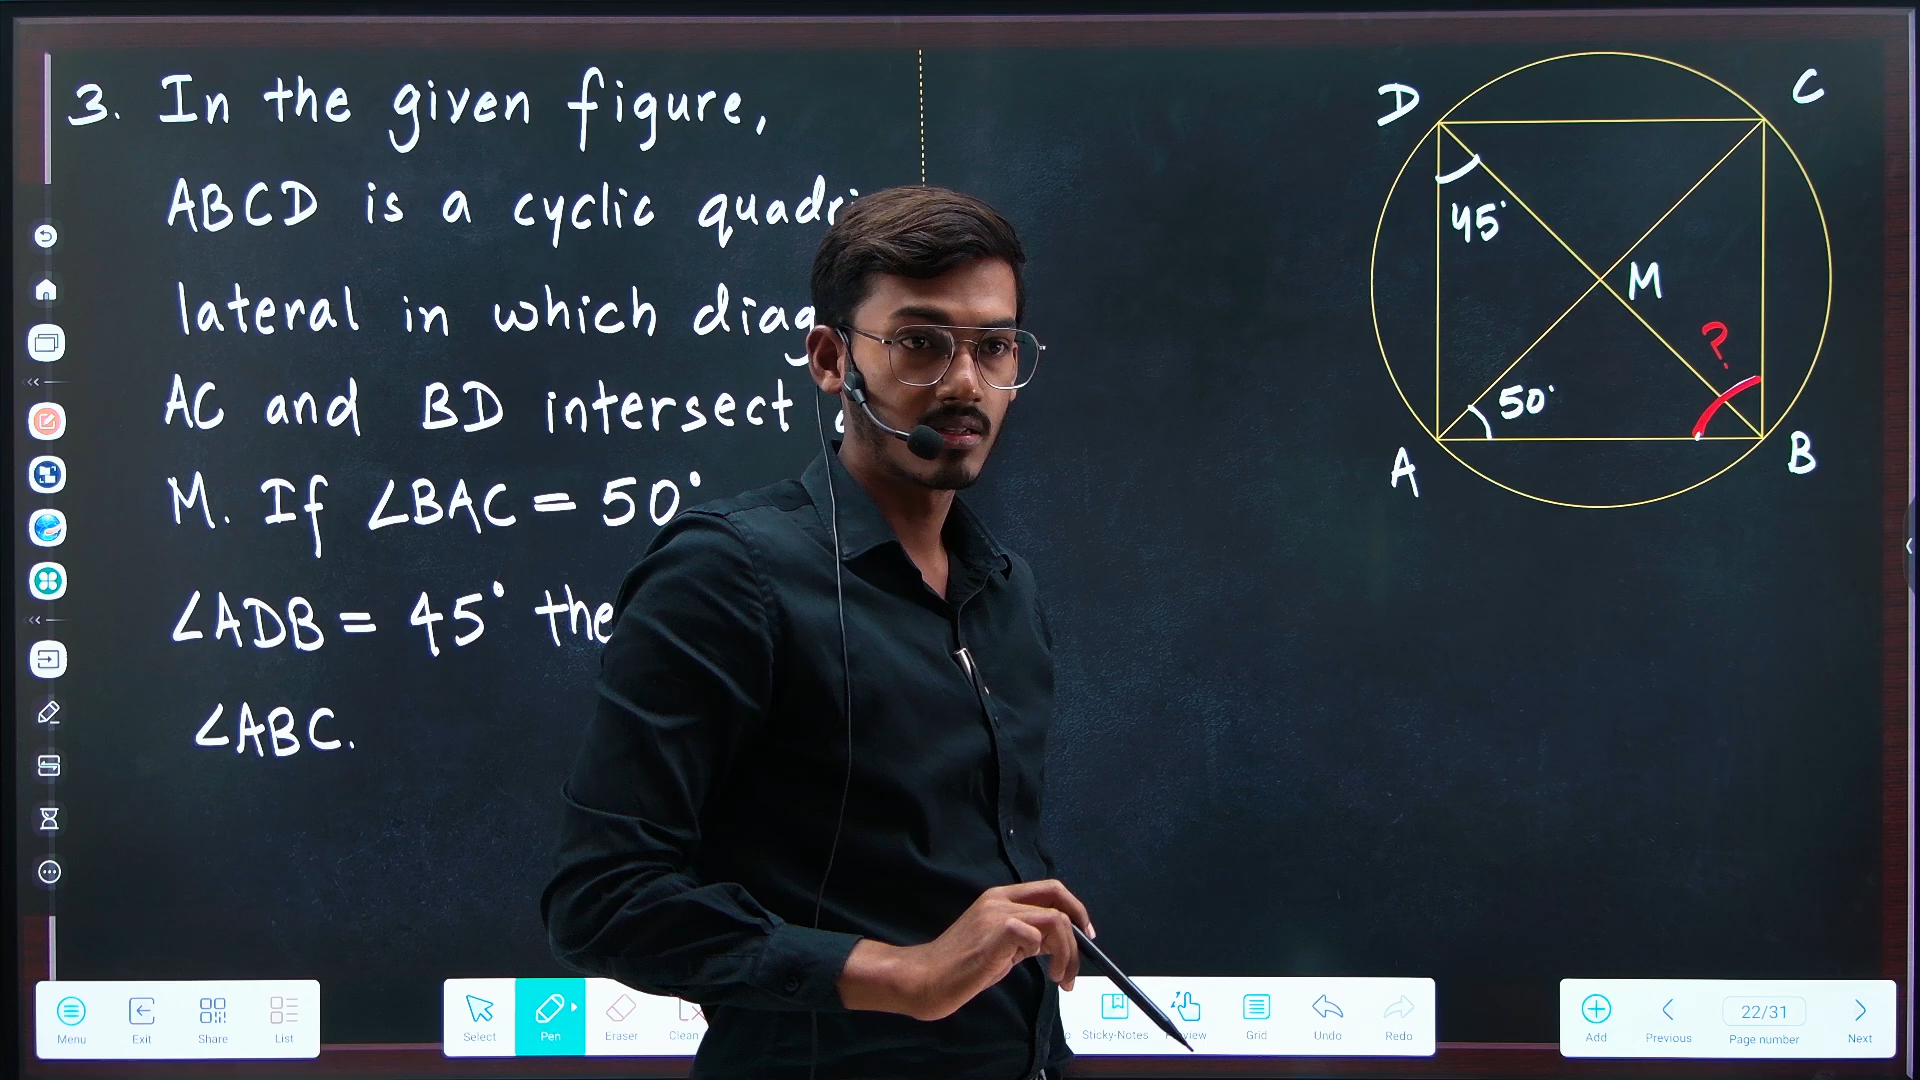 3. In the given figure,
ABCD is a cyclic quadri
lateral in which diag
AC and BD intersect
M. If ∠BAC = 50°
∠ADB = 45° the
∠ABC.
D
C
45°
M
?
50°
A
B
Menu
Exit
Share
List
Select
Pen
Eraser
Clean
Sticky-Notes
Grid
Undo
Redo
Add
Previous
22/31
Page number
Next